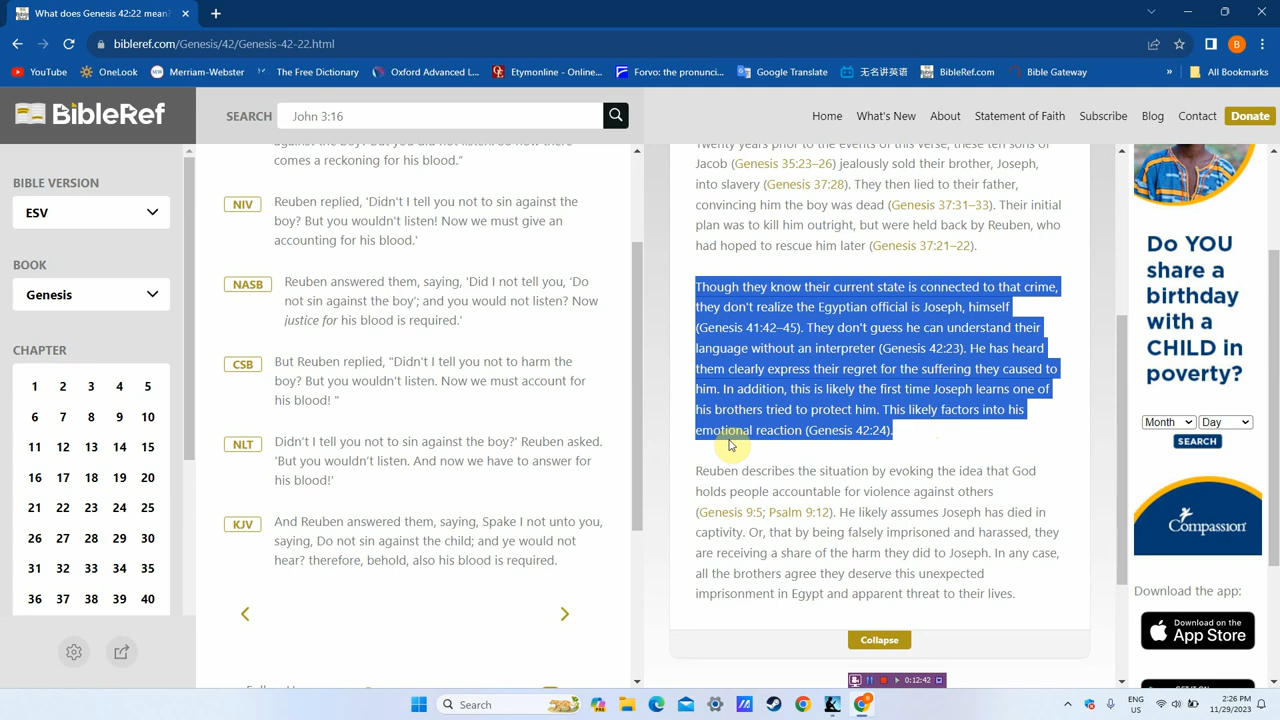 What does Genesis 42:22 mean?
bibleref.com/Genesis/42/Genesis-42-22.html
YouTube
OneLook
Merriam-Webster
The Free Dictionary
Oxford Advanced L...
Etymonline - Online...
Forvo: the pronunci...
Google Translate
无名讲英语
BibleRef.com
Bible Gateway
»
All Bookmarks
BibleRef
SEARCH
John 3:16
Home
What's New
About
Statement of Faith
Subscribe
Blog
Contact
Donate
BIBLE VERSION
ESV
BOOK
Genesis
CHAPTER
1 2 3 4 5
6 7 8 9 10
11 12 13 14 15
16 17 18 19 20
21 22 23 24 25
26 27 28 29 30
31 32 33 34 35
36 37 38 39 40
comes a reckoning for his blood."
NIV
Reuben replied, 'Didn't I tell you not to sin against the
boy? But you wouldn't listen! Now we must give an
accounting for his blood.'
NASB
Reuben answered them, saying, 'Did I not tell you, 'Do
not sin against the boy'; and you would not listen? Now
justice for his blood is required.'
CSB
But Reuben replied, "Didn't I tell you not to harm the
boy? But you wouldn't listen. Now we must account for
his blood! "
NLT
Didn't I tell you not to sin against the boy?' Reuben asked.
'But you wouldn't listen. And now we have to answer for
his blood!'
KJV
And Reuben answered them, saying, Spake I not unto you,
saying, Do not sin against the child; and ye would not
hear? therefore, behold, also his blood is required.
Twenty years prior to the events of this verse, these ten sons of
Jacob (Genesis 35:23–26) jealously sold their brother, Joseph,
into slavery (Genesis 37:28). They then lied to their father,
convincing him the boy was dead (Genesis 37:31–33). Their initial
plan was to kill him outright, but were held back by Reuben, who
had hoped to rescue him later (Genesis 37:21–22).
Though they know their current state is connected to that crime,
they don't realize the Egyptian official is Joseph, himself
(Genesis 41:42–45). They don't guess he can understand their
language without an interpreter (Genesis 42:23). He has heard
them clearly express their regret for the suffering they caused to
him. In addition, this is likely the first time Joseph learns one of
his brothers tried to protect him. This likely factors into his
emotional reaction (Genesis 42:24).
Reuben describes the situation by evoking the idea that God
holds people accountable for violence against others
(Genesis 9:5; Psalm 9:12). He likely assumes Joseph has died in
captivity. Or, that by being falsely imprisoned and harassed, they
are receiving a share of the harm they did to Joseph. In any case,
all the brothers agree they deserve this unexpected
imprisonment in Egypt and apparent threat to their lives.
Collapse
Do YOU
share a
birthday
with a
CHILD in
poverty?
Month
Day
SEARCH
Compassion
Download the app:
Download on the
App Store
0:12:42
Search
ENG
US
2:26 PM
11/29/2023